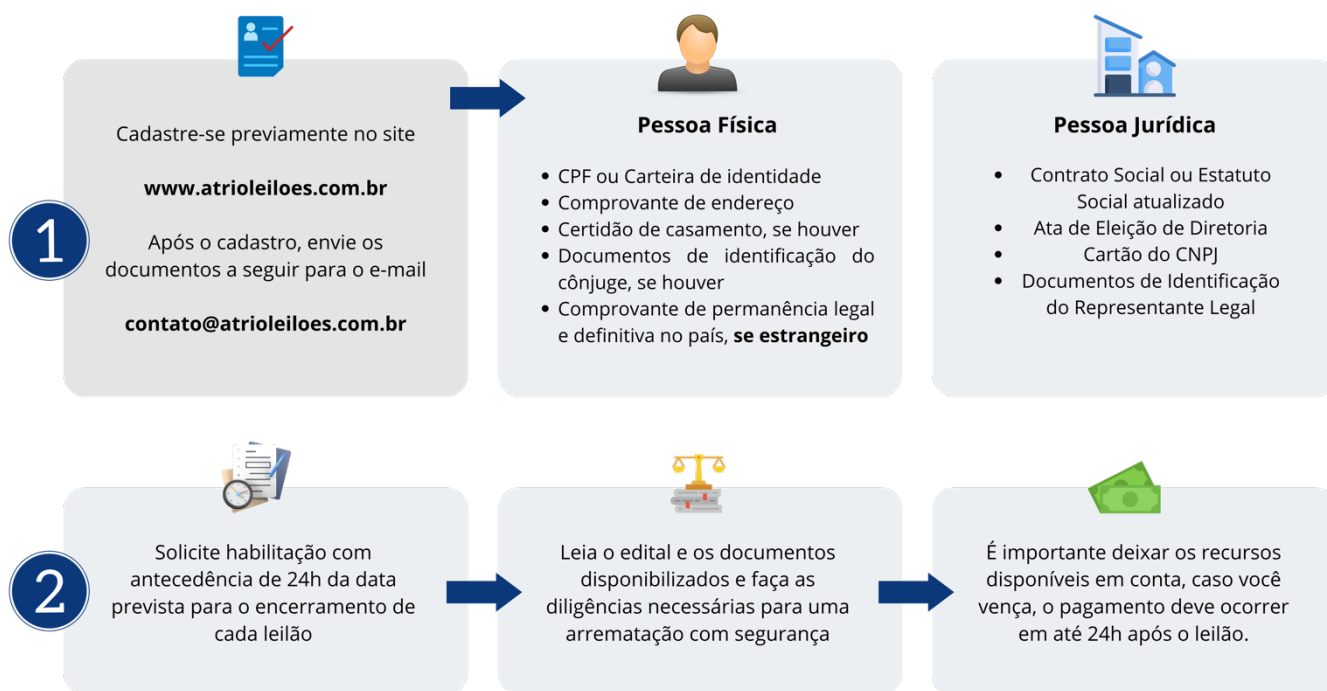 1
Cadastre-se previamente no site
www.atrioleiloes.com.br
Após o cadastro, envie os
documentos a seguir para o e-mail
contato@atrioleiloes.com.br
Pessoa Física
• CPF ou Carteira de identidade
• Comprovante de endereço
• Certidão de casamento, se houver
• Documentos de identificação do
cônjuge, se houver
• Comprovante de permanência legal
e definitiva no país, se estrangeiro
Pessoa Jurídica
• Contrato Social ou Estatuto
Social atualizado
• Ata de Eleição de Diretoria
• Cartão do CNPJ
• Documentos de Identificação
do Representante Legal
2
Solicite habilitação com
antecedência de 24h da data
prevista para o encerramento de
cada leilão
Leia o edital e os documentos
disponibilizados e faça as
diligências necessárias para uma
arrematação com segurança
É importante deixar os recursos
disponíveis em conta, caso você
vença, o pagamento deve ocorrer
em até 24h após o leilão.